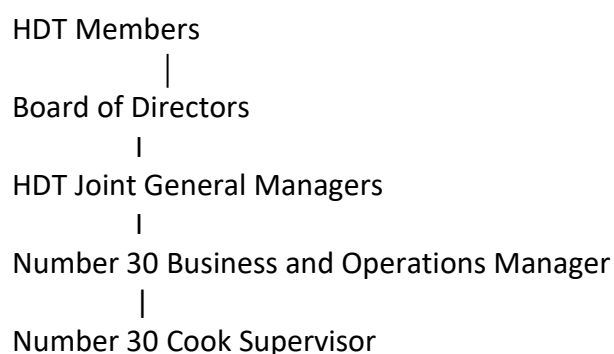 HDT Members
|
Board of Directors
I
HDT Joint General Managers
I
Number 30 Business and Operations Manager
|
Number 30 Cook Supervisor